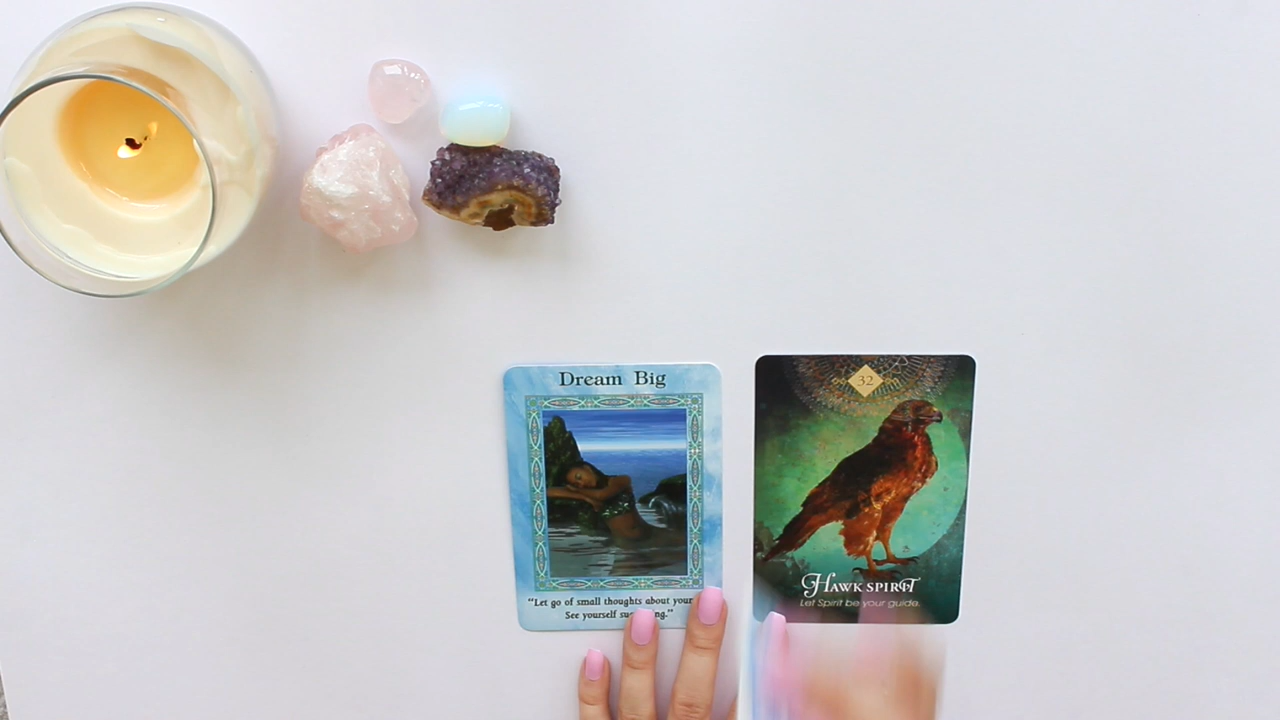 Dream Big
"Let go of small thoughts about your
See yourself
32
HAWK SPIRIT
Let Spirit be your guide.